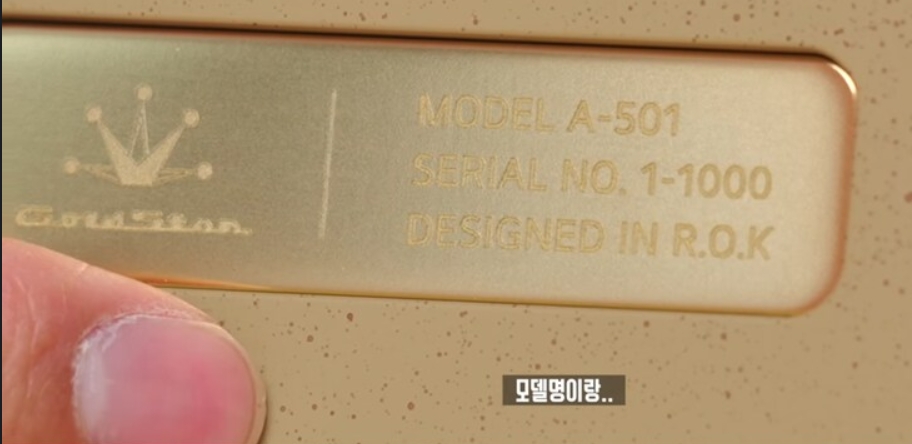 GoldStar.
MODEL A-501
SERIAL NO. 1-1000
DESIGNED IN R.O.K
모델명이랑..